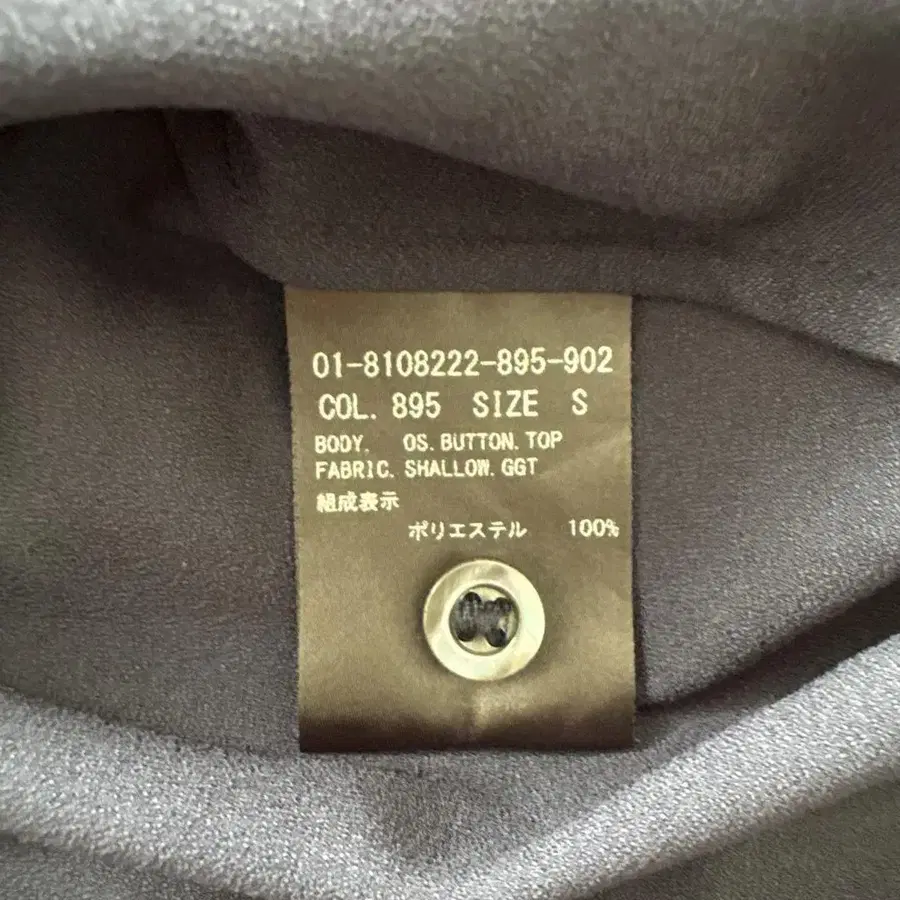 01-8108222-895-902
COL. 895 SIZE S
BODY. OS. BUTTON. TOP
FABRIC. SHALLOW. GGT
組成表示
ポリエステル 100%